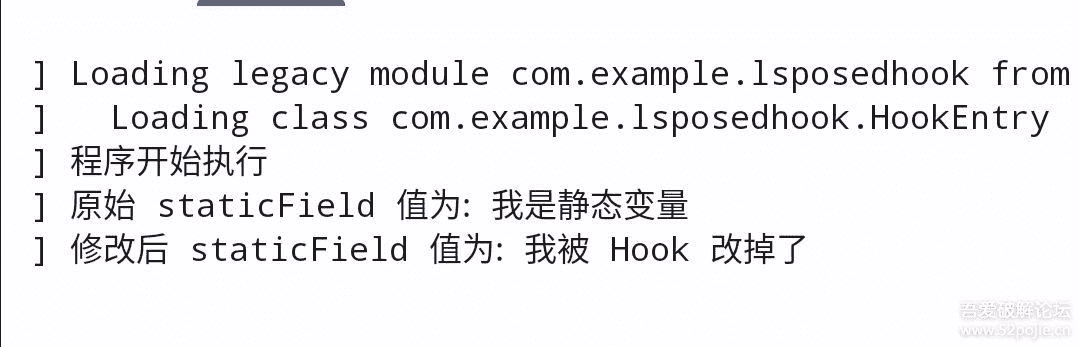 ] Loading legacy module com.example.lsposedhook from
]   Loading class com.example.lsposedhook.HookEntry
] 程序开始执行
] 原始 staticField 值为: 我是静态变量
] 修改后 staticField 值为: 我被 Hook 改掉了
吾爱破解论坛
www.52pojie.cn